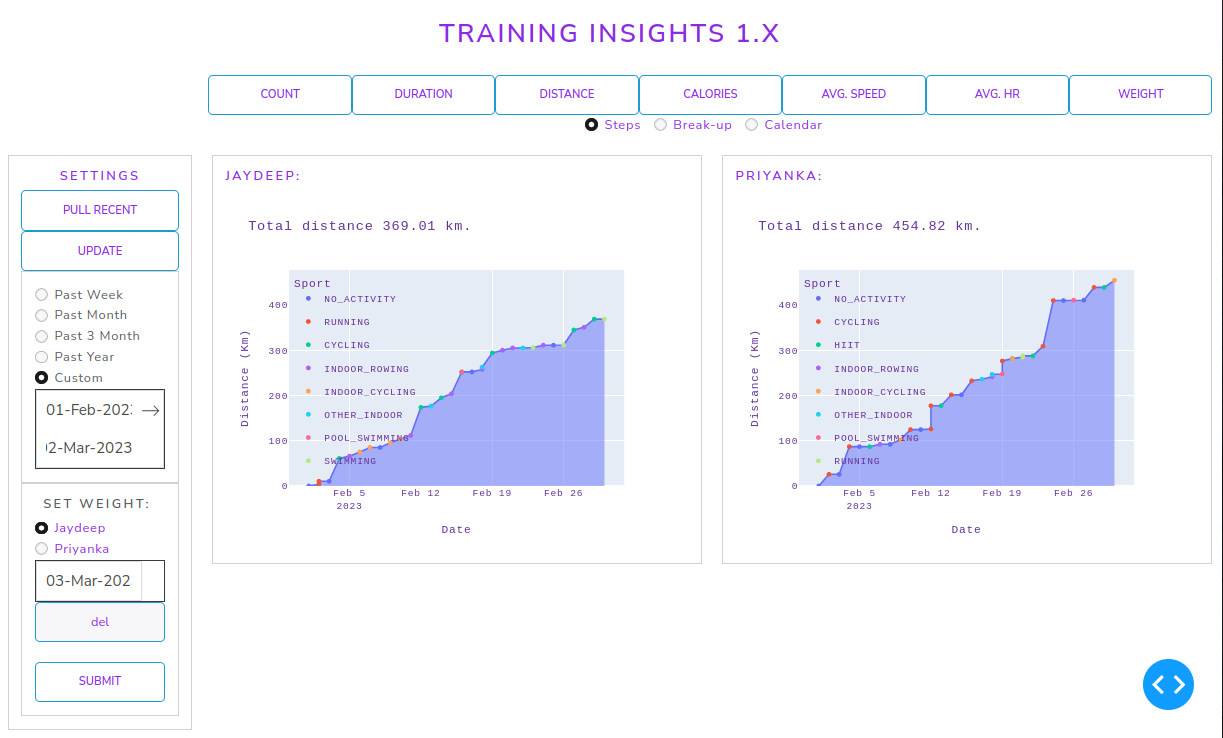 TRAINING INSIGHTS 1.X
COUNT
DURATION
DISTANCE
CALORIES
AVG. SPEED
AVG. HR
WEIGHT
Steps
Break-up
Calendar
SETTINGS
PULL RECENT
UPDATE
Past Week
Past Month
Past 3 Month
Past Year
Custom
01-Feb-202
02-Mar-2023
SET WEIGHT:
Jaydeep
Priyanka
03-Mar-202
del
SUBMIT
JAYDEEP:
Total distance 369.01 km.
Sport
NO_ACTIVITY
RUNNING
CYCLING
INDOOR_ROWING
INDOOR_CYCLING
OTHER_INDOOR
POOL_SWIMMING
SWIMMING
400
300
200
100
0
Distance (Km)
Feb 5
2023
Feb 12
Feb 19
Feb 26
Date
PRIYANKA:
Total distance 454.82 km.
Sport
NO_ACTIVITY
CYCLING
HIIT
INDOOR_ROWING
INDOOR_CYCLING
OTHER_INDOOR
POOL_SWIMMING
RUNNING
400
300
200
100
0
Distance (Km)
Feb 5
2023
Feb 12
Feb 19
Feb 26
Date